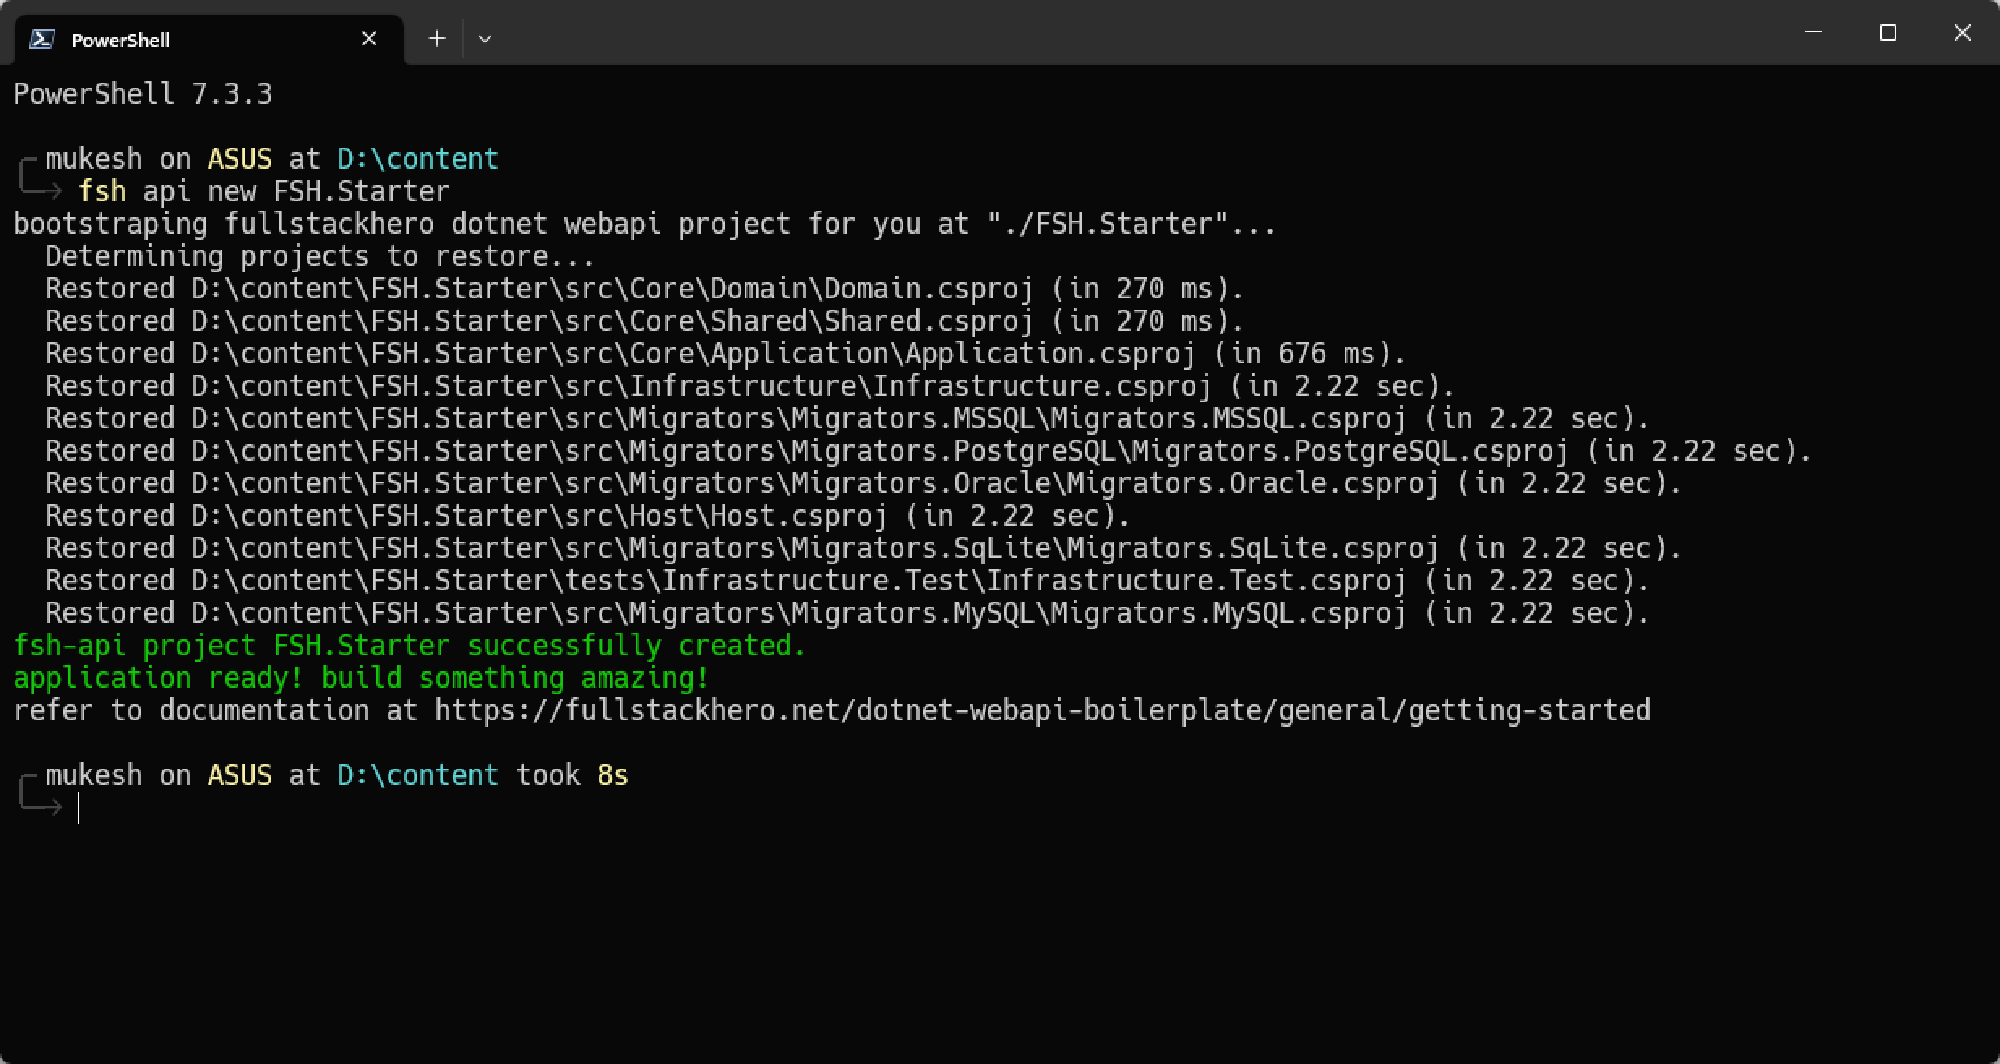 PowerShell
PowerShell 7.3.3
mukesh on ASUS at D:\content
fsh api new FSH.Starter
bootstraping fullstackhero dotnet webapi project for you at "./FSH.Starter"...
Determining projects to restore...
Restored D:\content\FSH.Starter\src\Core\Domain\Domain.csproj (in 270 ms).
Restored D:\content\FSH.Starter\src\Core\Shared\Shared.csproj (in 270 ms).
Restored D:\content\FSH.Starter\src\Core\Application\Application.csproj (in 676 ms).
Restored D:\content\FSH.Starter\src\Infrastructure\Infrastructure.csproj (in 2.22 sec).
Restored D:\content\FSH.Starter\src\Migrators\Migrators.MSSQL\Migrators.MSSQL.csproj (in 2.22 sec).
Restored D:\content\FSH.Starter\src\Migrators\Migrators.PostgreSQL\Migrators.PostgreSQL.csproj (in 2.22 sec).
Restored D:\content\FSH.Starter\src\Migrators\Migrators.Oracle\Migrators.Oracle.csproj (in 2.22 sec).
Restored D:\content\FSH.Starter\src\Host\Host.csproj (in 2.22 sec).
Restored D:\content\FSH.Starter\src\Migrators\Migrators.SqLite\Migrators.SqLite.csproj (in 2.22 sec).
Restored D:\content\FSH.Starter\tests\Infrastructure.Test\Infrastructure.Test.csproj (in 2.22 sec).
Restored D:\content\FSH.Starter\src\Migrators\Migrators.MySQL\Migrators.MySQL.csproj (in 2.22 sec).
fsh-api project FSH.Starter successfully created.
application ready! build something amazing!
refer to documentation at https://fullstackhero.net/dotnet-webapi-boilerplate/general/getting-started
mukesh on ASUS at D:\content took 8s